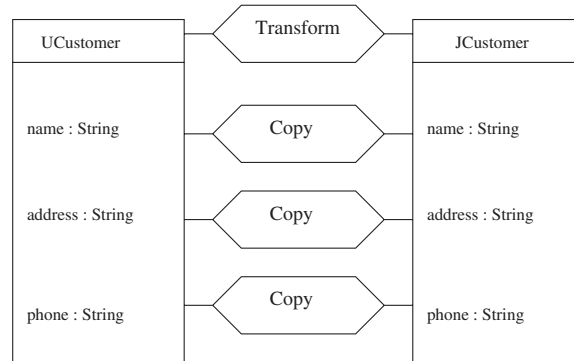 UCustomer
Transform
JCustomer
name : String
Copy
name : String
address : String
Copy
address : String
phone : String
Copy
phone : String